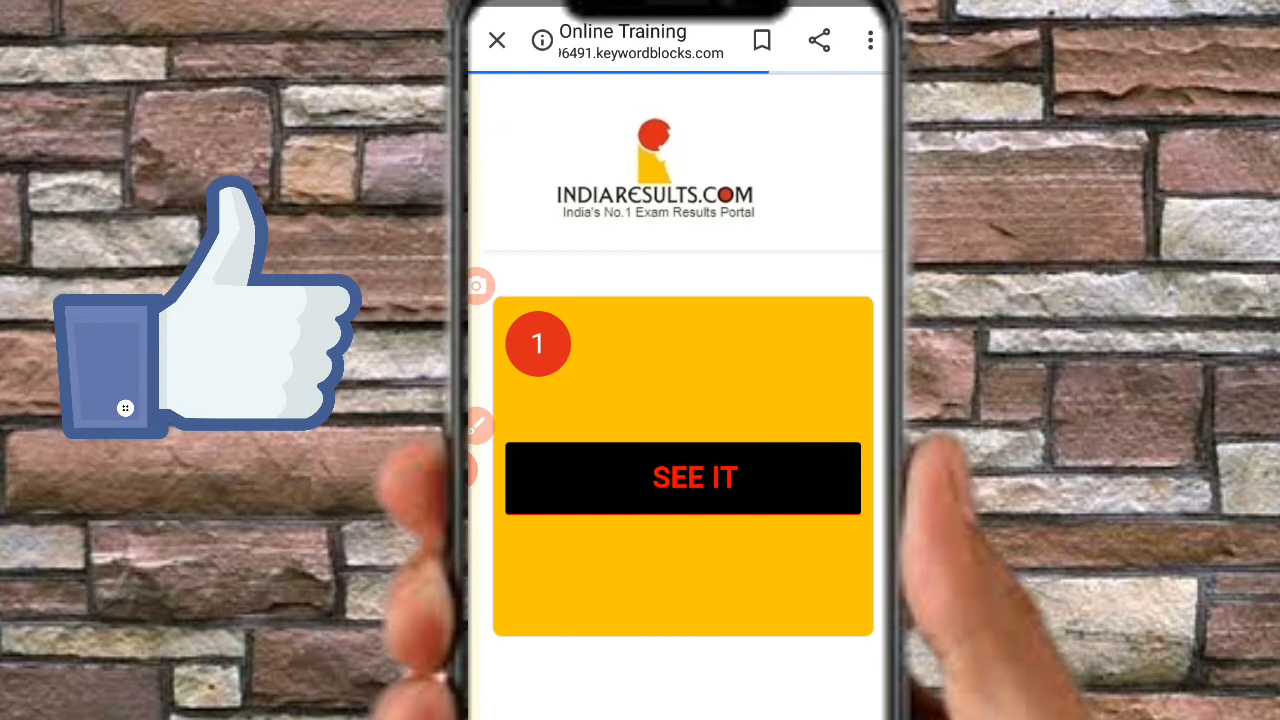 Online Training
96491.keywordblocks.com
INDIARESULTS.COM
India's No.1 Exam Results Portal
1
SEE IT